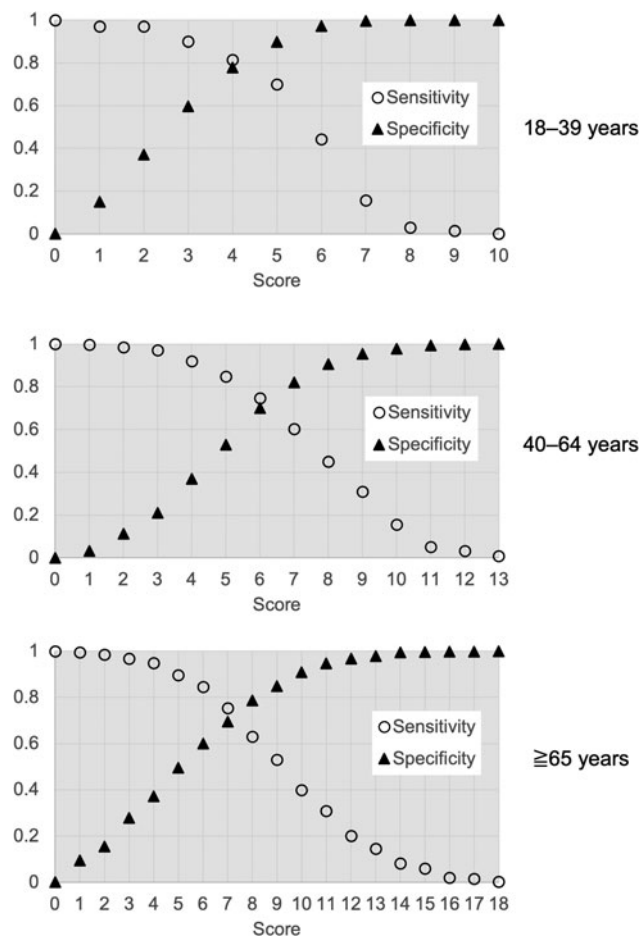 1
0.8
0.6
0.4
0.2
0
Sensitivity
Specificity
18–39 years
0 1 2 3 4 5 6 7 8 9 10
Score
1
0.8
0.6
0.4
0.2
0
Sensitivity
Specificity
40–64 years
0 1 2 3 4 5 6 7 8 9 10 11 12 13
Score
1
0.8
0.6
0.4
0.2
0
Sensitivity
Specificity
≧65 years
0 1 2 3 4 5 6 7 8 9 10 11 12 13 14 15 16 17 18
Score